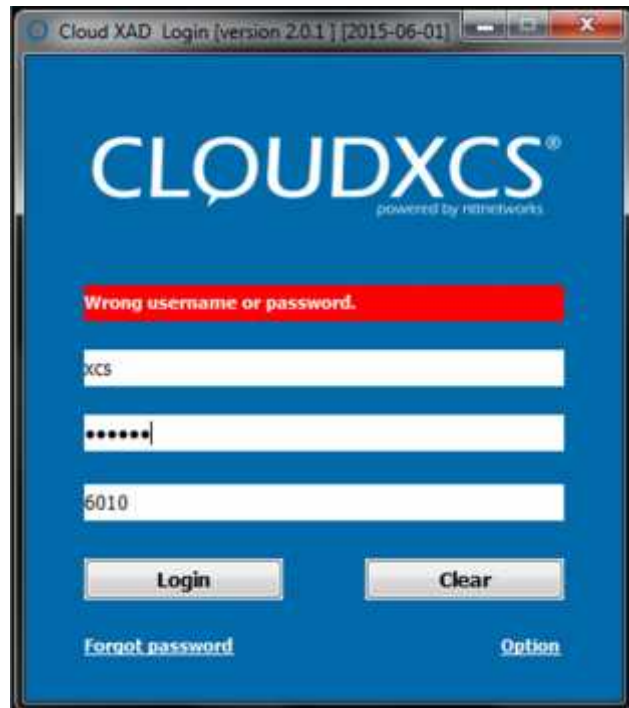 Cloud XAD Login [version 2.0.1 ] [2015-06-01]
CLOUDXCS®
powered by nttnetworks
Wrong username or password.
xcs
••••••
6010
Login
Clear
Forgot password
Option